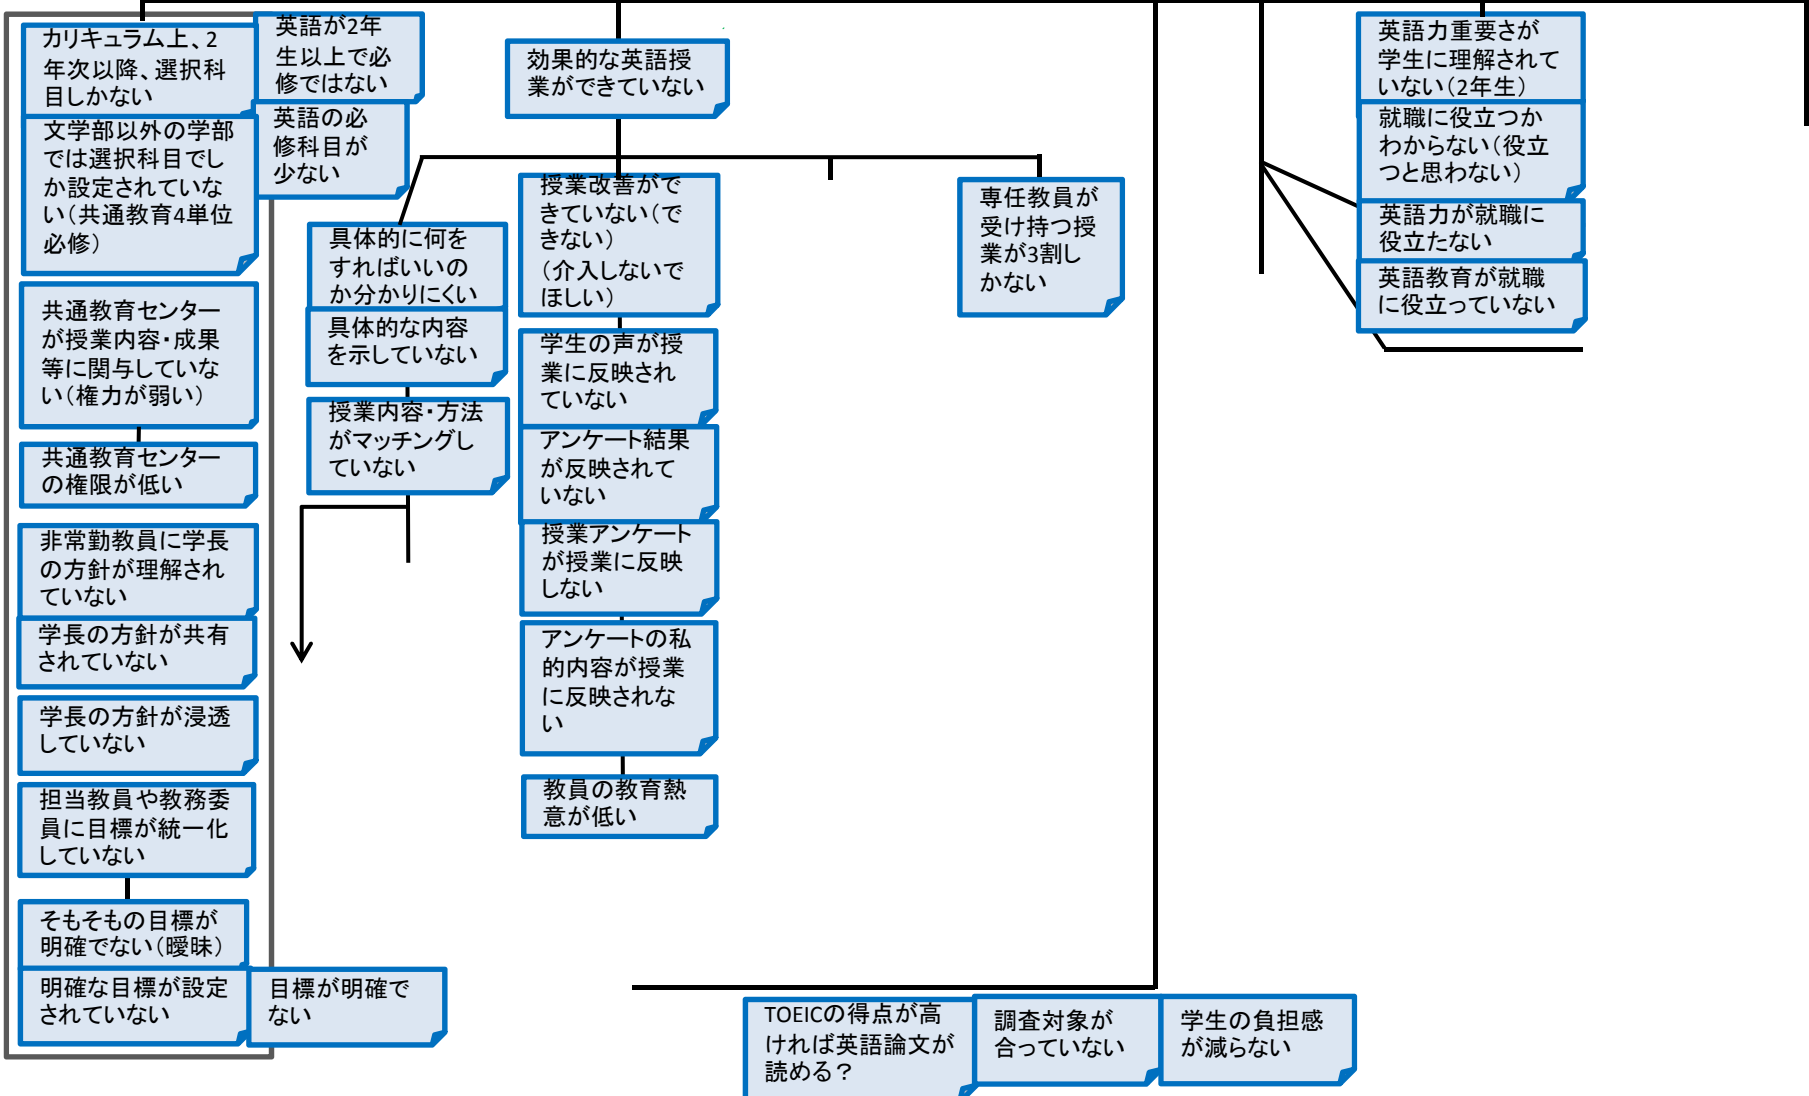 カリキュラム上、2
年次以降、選択科
目しかない
英語が2年
生以上で必
修ではない
文学部以外の学部
では選択科目でし
か設定されていな
い（共通教育4単位
必修）
英語の必
修科目が
少ない
共通教育センター
が授業内容・成果
等に関与していな
い（権力が弱い）
共通教育センター
の権限が低い
非常勤教員に学長
の方針が理解され
ていない
学長の方針が共有
されていない
学長の方針が浸透
していない
担当教員や教務委
員に目標が統一化
していない
そもそもの目標が
明確でない（曖昧）
明確な目標が設定
されていない
目標が明確で
ない
効果的な英語授
業ができていない
具体的に何を
すればいいの
か分かりにくい
具体的な内容
を示していない
授業内容・方法
がマッチングし
ていない
授業改善がで
きていない（で
きない）
（介入しないで
ほしい）
学生の声が授
業に反映され
ていない
アンケート結果
が反映されて
いない
授業アンケート
が授業に反映
しない
アンケートの私
的内容が授業
に反映されな
い
教員の教育熱
意が低い
専任教員が
受け持つ授
業が3割し
かない
英語力重要さが
学生に理解されて
いない（2年生）
就職に役立つか
わからない（役立
つと思わない）
英語力が就職に
役立たない
英語教育が就職
に役立っていない
TOEICの得点が高
ければ英語論文が
読める？
調査対象が
合っていない
学生の負担感
が減らない